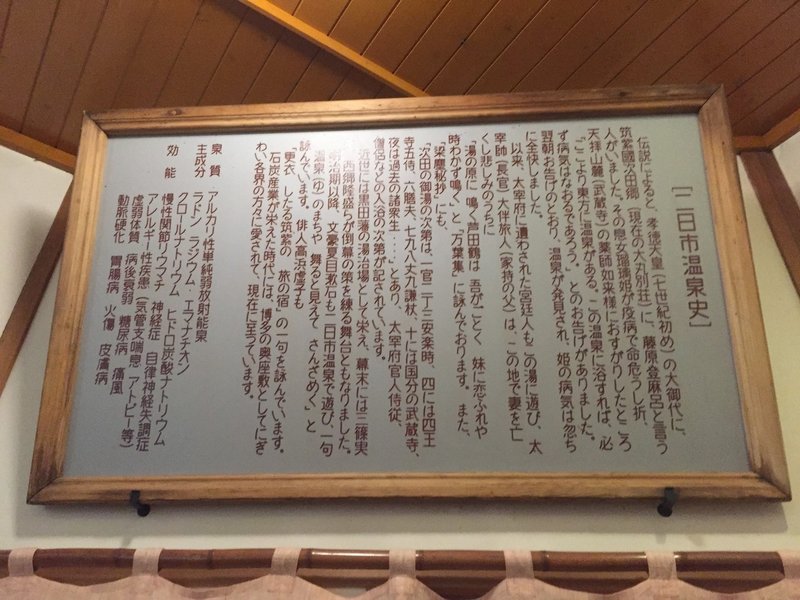 ［二日市温泉史］
伝説によると、孝徳天皇（七世紀初め）の大御代に、
筑紫國次田郷（現在の大丸別荘）に、藤原登麻呂と言う
人がいました。その息女瑠璃姫が疫病で命危うし折、
天拝山麓「武蔵寺」の薬師如来様におすがりしたところ
「ここより東方に温泉がある。この温泉に浴すれば、必
ず病気はなおるであろう。」とのお告げがありました。
翌朝お告げのとおり、温泉が発見され、姫の病気は忽ち
に全快しました。
以来、太宰府に遣わされた宮廷人もこの湯に遊び、太
宰帥（長官）大伴旅人（家持の父）は、この地で妻を亡
くし悲しみのうちに
「湯の原に 鳴く芦田鶴は 吾がごとく、妹に恋ふれや
時わかず鳴く」と「万葉集」に詠んでおります。また、
「梁塵秘抄」にも、
「次田の御湯の次第は、一官二丁三安楽時、四には四王
寺五侍、六膳夫、七九八丈九謙杖、十には国分の武蔵寺、
夜は過去の諸衆生‥‥」とあり、太宰府官人侍従、
僧侶などの入浴の次第が記されています。
近世には黒田藩の湯治場として栄え、幕末には三條実
美、西郷隆盛らが倒幕の策を練る舞台ともなりました。
明治期以降、文豪夏目漱石も二日市温泉で遊び、一句
「温泉（ゆ）のまちや 舞ると見えて さんざめく」と
詠んでいます。俳人高浜虚子も
「更衣 したる筑紫の 旅の宿」の一句を詠んでいます。
石炭産業が栄えた時代には、博多の奥座敷としてにぎ
わい各界の方々に愛されて、現在に至っています。
泉質 アルカリ性単純弱放射能泉
主成分 ラドン ラジウム エマナチオン
クロールナトリウム ヒドロ炭酸ナトリウム
効能 慢性関節リウマチ 神経症 自律神経失調症
アレルギー性疾患（気管支喘息 アトピー等）
虚弱体質 病後衰弱 糖尿病 痛風
動脈硬化 胃腸病 火傷 皮膚病